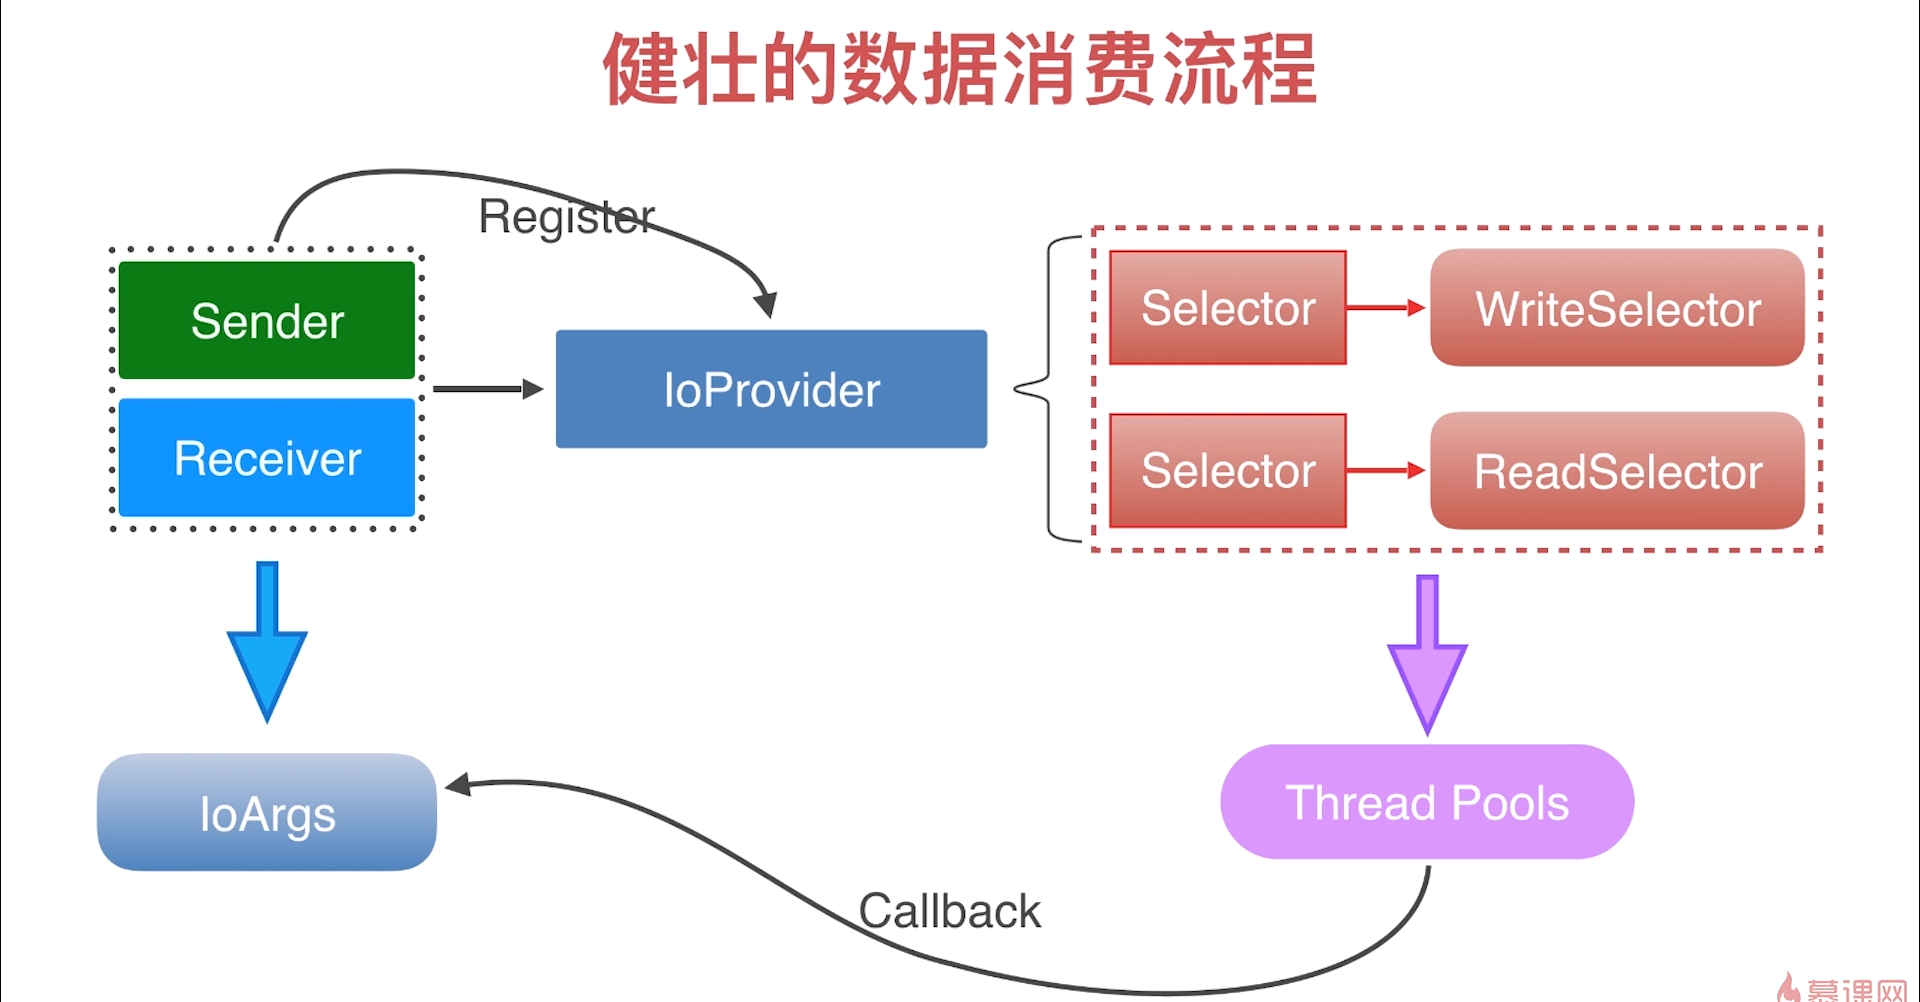 健壮的数据消费流程
Register
Sender
Receiver
IoProvider
Selector
WriteSelector
Selector
ReadSelector
IoArgs
Thread Pools
Callback
慕课网